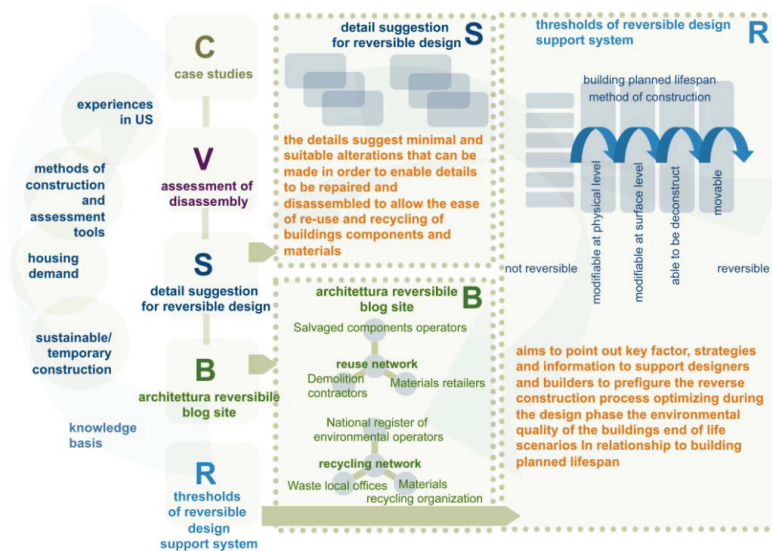 C
case studies
experiences
in US
V
assessment of
disassembly
methods of
construction
and
assessment
tools
S
detail suggestion
for reversible design
housing
demand
B
architettura reversibile
blog site
sustainable/
temporary
construction
knowledge
basis
R
thresholds
of reversible
design
support system
detail suggestion
for reversible design
S
the details suggest minimal and
suitable alterations that can be
made in order to enable details
to be repaired and
disassembled to allow the ease
of re-use and recycling of
buildings components and
materials
architettura reversibile
blog site
B
Salvaged components operators
reuse network
Demolition
contractors
Materials retailers
National register of
environmental operators
recycling network
Waste local offices
Materials
recycling organization
thresholds of reversible design
support system
R
building planned lifespan
method of construction
not reversible
modifiable at physical level
modifiable at surface level
able to be deconstruct
movable
reversible
aims to point out key factor, strategies
and information to support designers
and builders to prefigure the reverse
construction process optimizing during
the design phase the environmental
quality of the buildings end of life
scenarios In relationship to building
planned lifespan